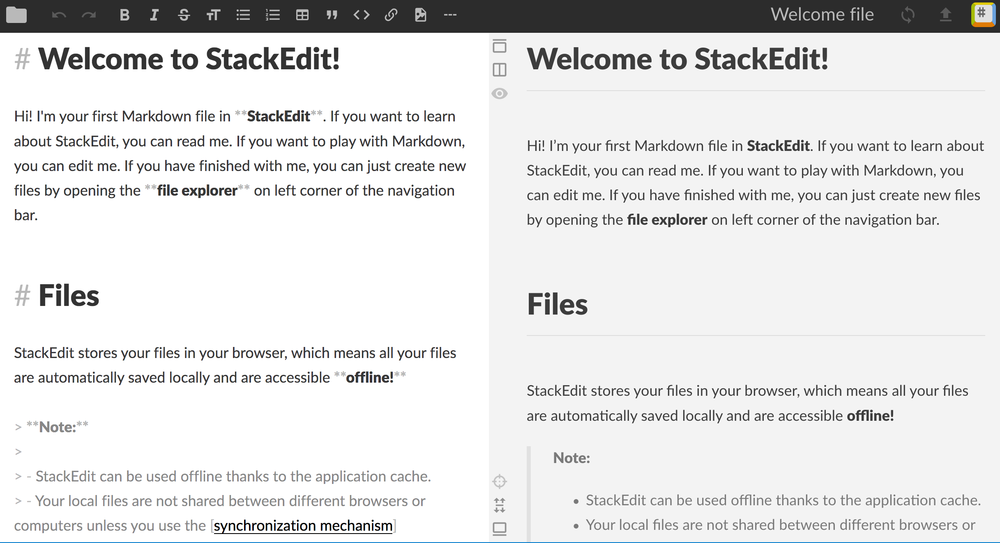 Welcome file
#
# Welcome to StackEdit!
Hi! I'm your first Markdown file in **StackEdit**. If you want to learn
about StackEdit, you can read me. If you want to play with Markdown,
you can edit me. If you have finished with me, you can just create new
files by opening the **file explorer** on left corner of the navigation
bar.
# Files
StackEdit stores your files in your browser, which means all your files
are automatically saved locally and are accessible **offline!**
> **Note:**
>
> - StackEdit can be used offline thanks to the application cache.
> - Your local files are not shared between different browsers or
computers unless you use the [synchronization mechanism]
Welcome to StackEdit!
Hi! I’m your first Markdown file in StackEdit. If you want to learn about
StackEdit, you can read me. If you want to play with Markdown, you
can edit me. If you have finished with me, you can just create new files
by opening the file explorer on left corner of the navigation bar.
Files
StackEdit stores your files in your browser, which means all your files
are automatically saved locally and are accessible offline!
Note:
• StackEdit can be used offline thanks to the application cache.
• Your local files are not shared between different browsers or